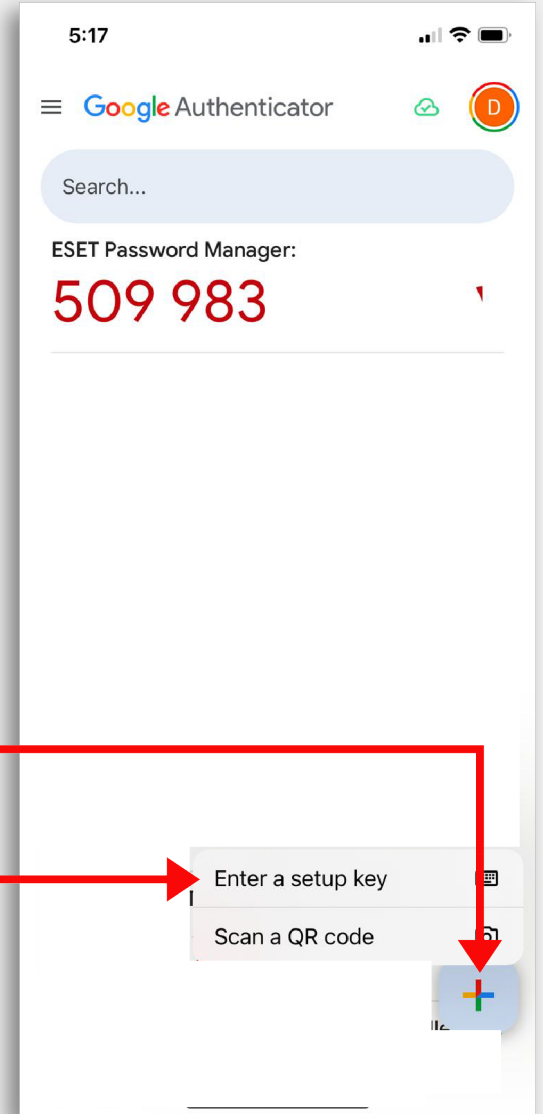 5:17
Google Authenticator
D
Search...
ESET Password Manager:
509 983
Enter a setup key
Scan a QR code